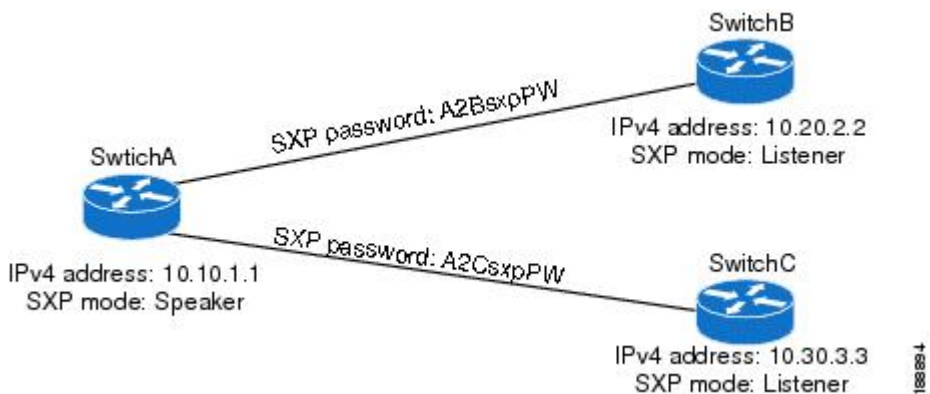 SwitchB
SXP password: A2BsxpPW
IPv4 address: 10.20.2.2
SXP mode: Listener
SwtichA
IPv4 address: 10.10.1.1
SXP mode: Speaker
SXP password: A2CsxpPW
SwitchC
IPv4 address: 10.30.3.3
SXP mode: Listener
188894